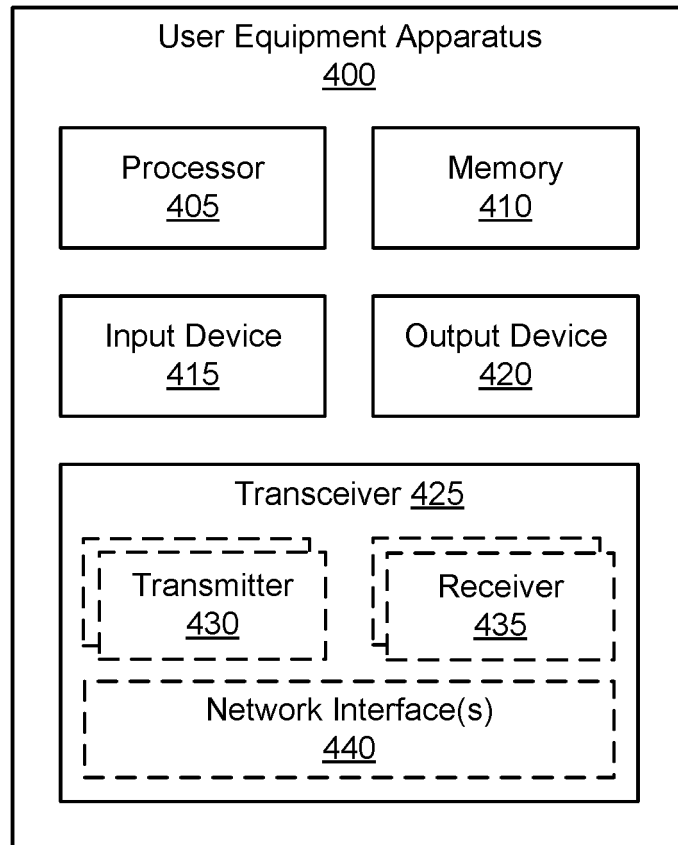 User Equipment Apparatus
400
Processor
405
Memory
410
Input Device
415
Output Device
420
Transceiver 425
Transmitter
430
Receiver
435
Network Interface(s)
440